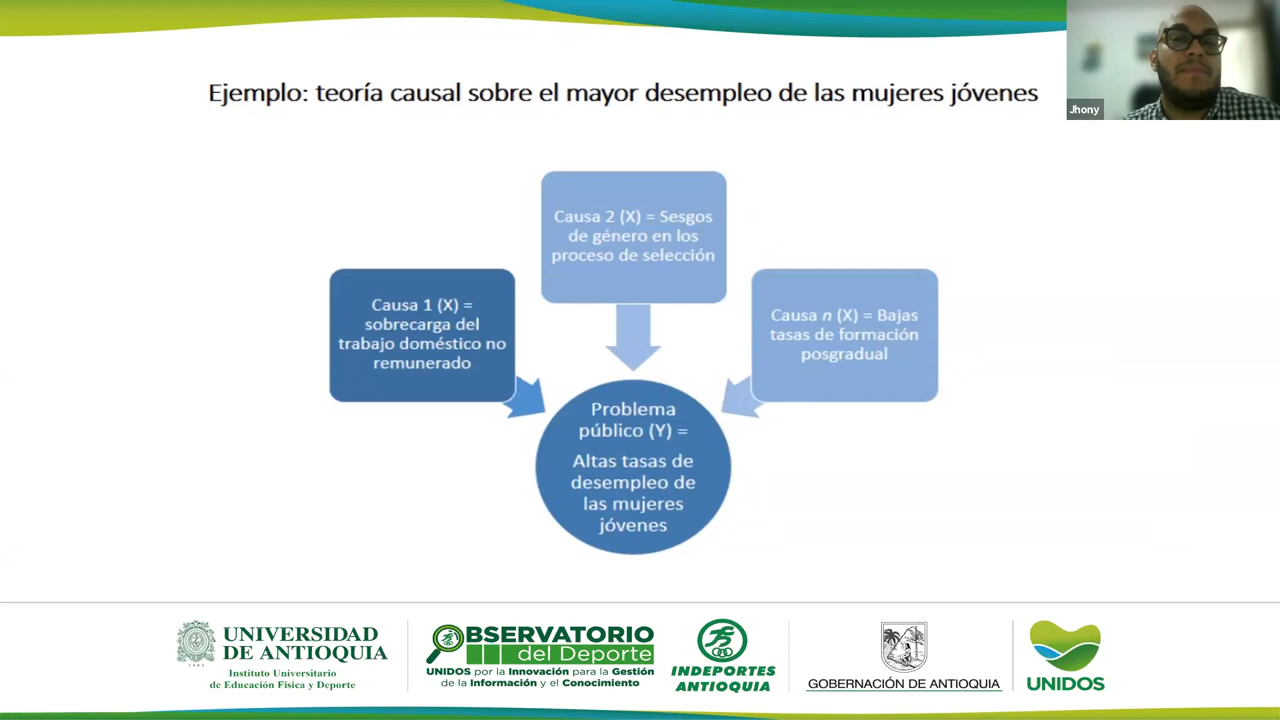 Jhony
Ejemplo: teoría causal sobre el mayor desempleo de las mujeres jóvenes
Causa 2 (X) = Sesgos
de género en los
proceso de selección
Causa 1 (X) =
sobrecarga del
trabajo doméstico no
remunerado
Causa n (X) = Bajas
tasas de formación
posgradual
Problema
público (Y) =
Altas tasas de
desempleo de
las mujeres
jóvenes
UNIVERSIDAD
DE ANTIOQUIA
Instituto Universitario
de Educación Física y Deporte
OBSERVATORIO
del Deporte
UNIDOS por la Innovación para la Gestión
de la Información y el Conocimiento
INDEPORTES
ANTIOQUIA
GOBERNACIÓN DE ANTIOQUIA
UNIDOS